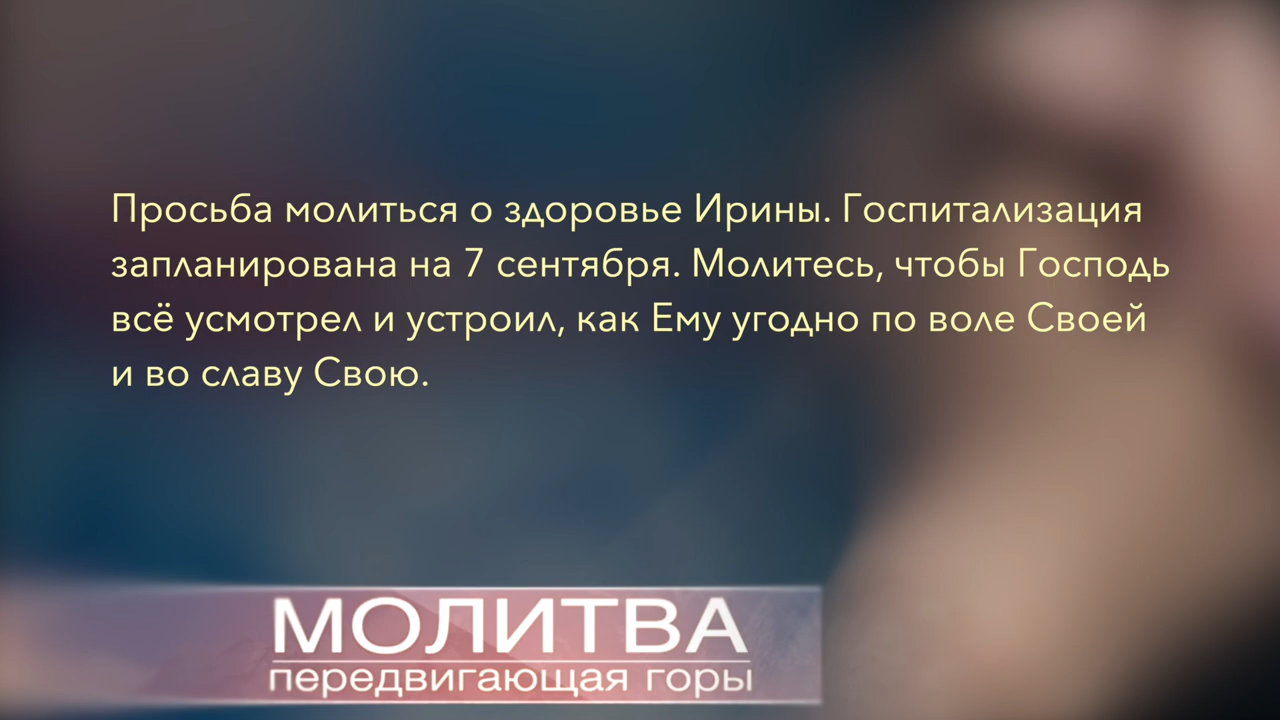 Просьба молиться о здоровье Ирины. Госпитализация
запланирована на 7 сентября. Молитесь, чтобы Господь
всё усмотрел и устроил, как Ему угодно по воле Своей
и во славу Свою.
МОЛИТВА
передвигающая горы